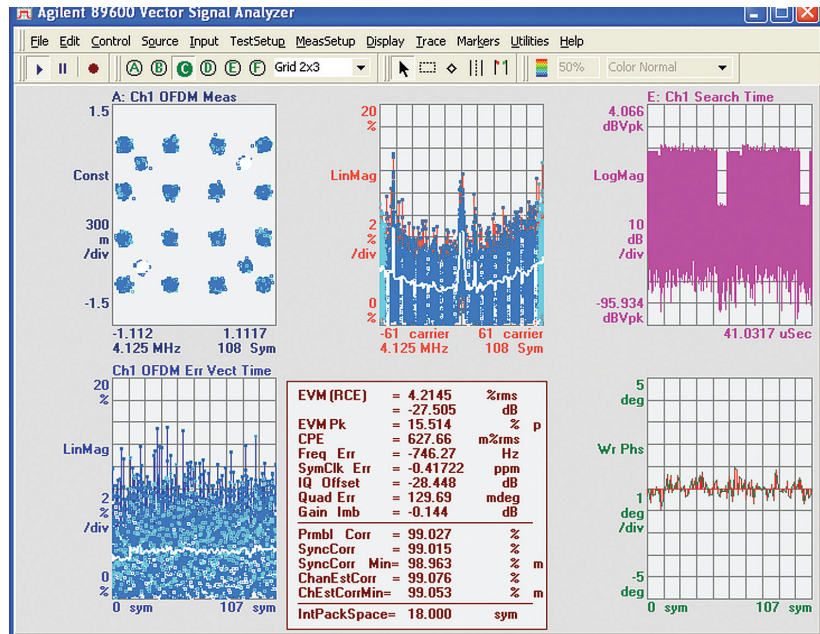 Agilent 89600 Vector Signal Analyzer
File Edit Control Source Input TestSetup MeasSetup Display Trace Markers Utilities Help
A B C D E F Grid 2x3 50% Color Normal
A: Ch1 OFDM Meas
1.5
Const
300
m
/div
-1.5
-1.112 1.1117
4.125 MHz 108 Sym
20
%
LinMag
2
%
/div
0
%
-61 carrier 61 carrier
4.125 MHz 108 Sym
E: Ch1 Search Time
4.066
dBVpk
LogMag
10
dB
/div
-95.934
dBVpk
41.0317 uSec
Ch1 OFDM Err Vect Time
20
%
LinMag
2
%
/div
0
%
0 sym 107 sym
EVM (RCE) = 4.2145 %rms
= -27.505 dB
EVM Pk = 15.514 % p
CPE = 627.66 m%rms
Freq Err = -746.27 Hz
SymClk Err = -0.41722 ppm
IQ Offset = -28.448 dB
Quad Err = 129.69 mdeg
Gain Imb = -0.144 dB
Prmbl Corr = 99.027 %
SyncCorr = 99.015 %
SyncCorr Min= 98.963 % m
ChanEstCorr = 99.076 %
ChEstCorrMin= 99.053 % m
IntPackSpace= 18.000 sym
5
deg
Wr Phs
1
deg
/div
-5
deg
0 sym 107 sym